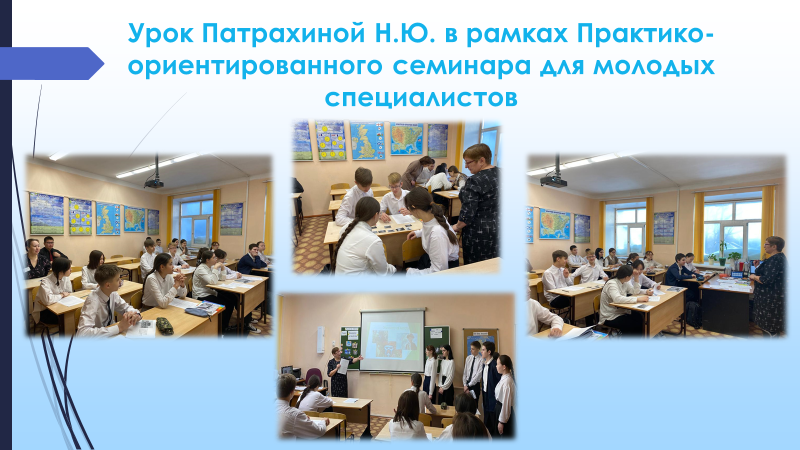 Урок Патрахиной Н.Ю. в рамках Практико-
ориентированного семинара для молодых
специалистов